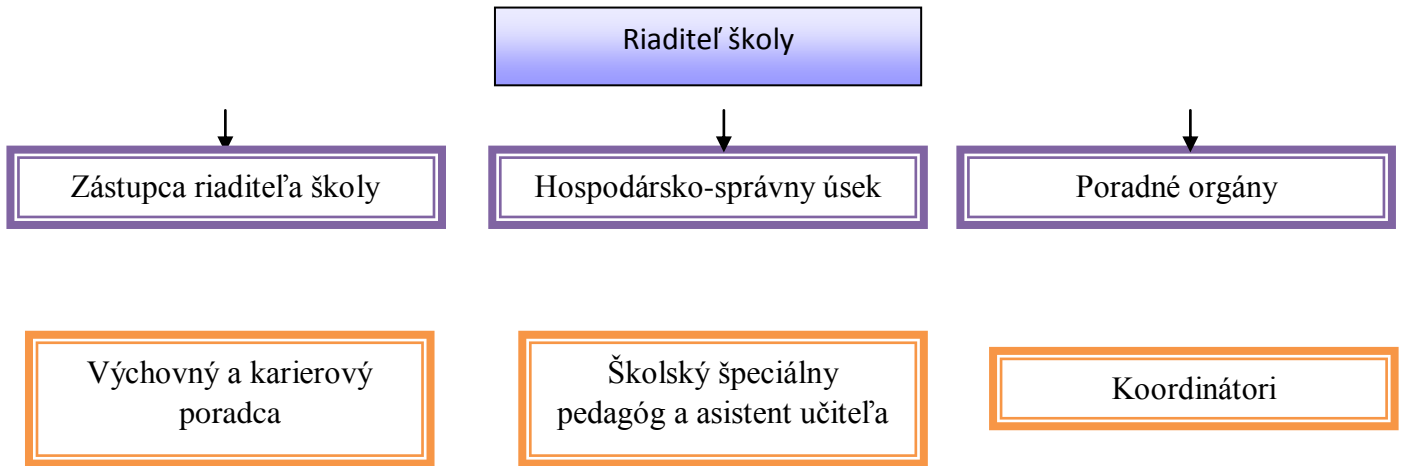 Riaditeľ školy
Zástupca riaditeľa školy
Hospodársko-správny úsek
Poradné orgány
Výchovný a karierový
poradca
Školský špeciálny
pedagóg a asistent učiteľa
Koordinátori